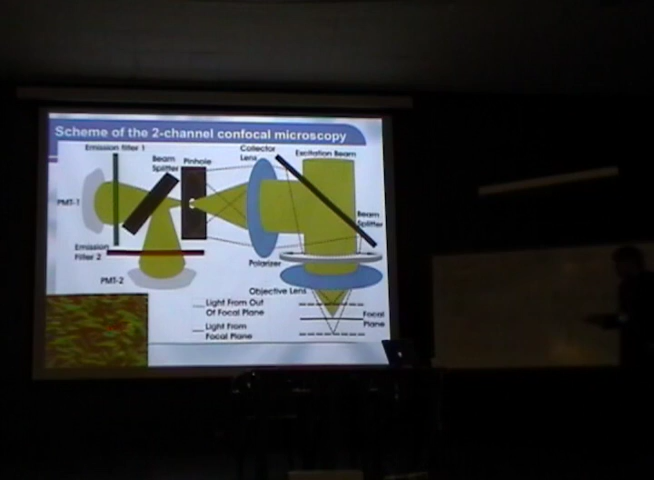 Scheme of the 2-channel confocal microscopy
Emission filter 1
Beam
Splitter
Pinhole
Collector
Lens
Excitation Beam
PMT-1
Beam
Splitter
Emission
Filter 2
Polarizer
PMT-2
Objective Lens
Light From Out
Of Focal Plane
Focal
Plane
Light From
Focal Plane